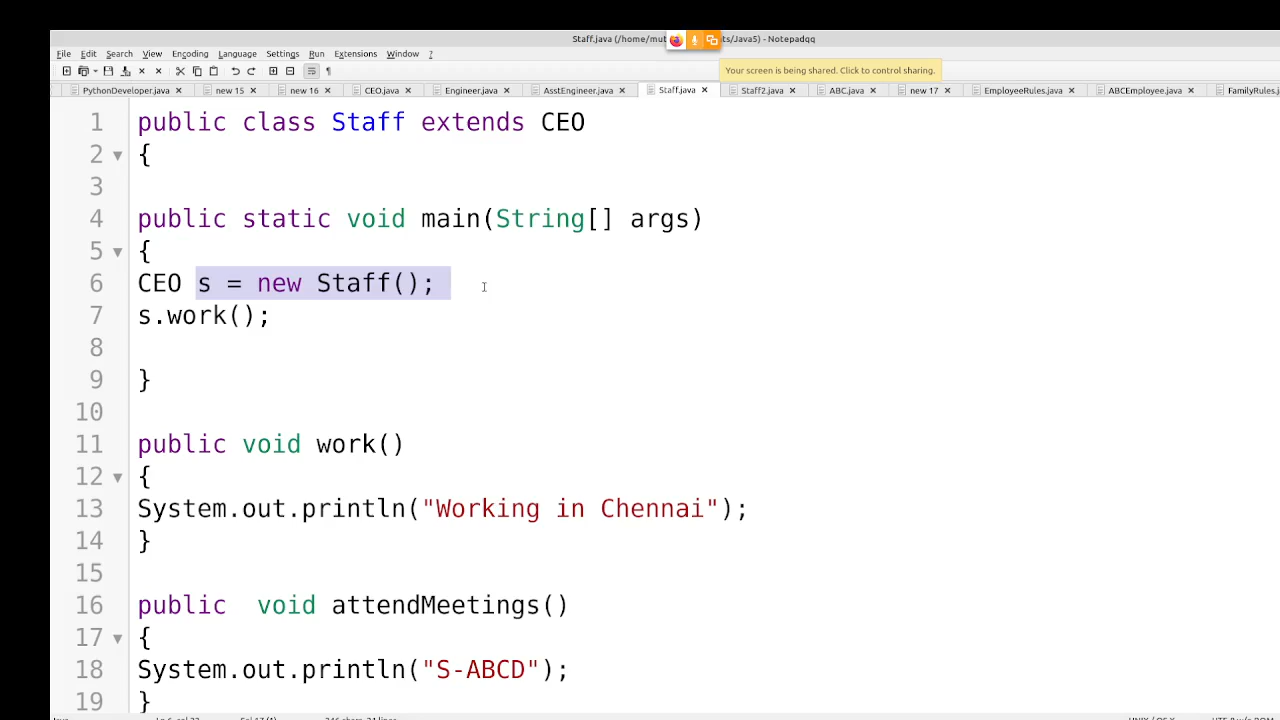 Staff.java (/home/mut ts/Java5) - Notepadqq
File Edit Search View Encoding Language Settings Run Extensions Window ?
Your screen is being shared. Click to control sharing.
PythonDeveloper.java new 15 new 16 CEO.java Engineer.java AsstEngineer.java Staff.java Staff2.java ABC.java new 17 EmployeeRules.java ABCEmployee.java FamilyRules.j
1 public class Staff extends CEO
2 {
3
4 public static void main(String[] args)
5 {
6 CEO s = new Staff();
7 s.work();
8
9 }
10
11 public void work()
12 {
13 System.out.println("Working in Chennai");
14 }
15
16 public  void attendMeetings()
17 {
18 System.out.println("S-ABCD");
19 }